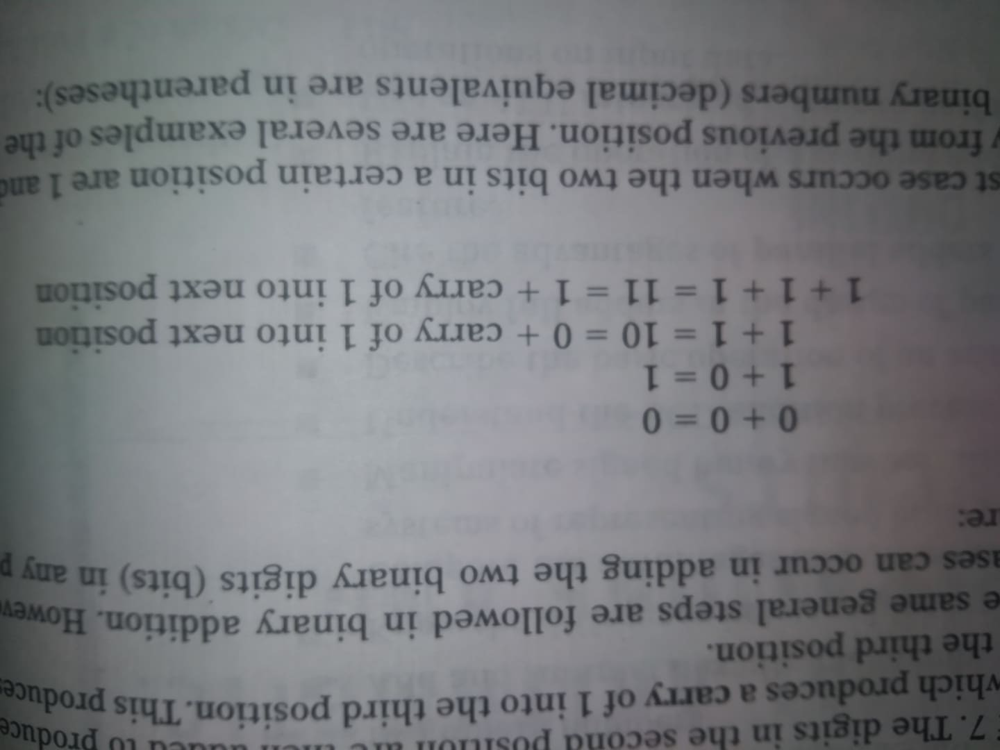 7. The digits in the second position are then added to produce
which produces a carry of 1 into the third position. This produces
the third position.
same general steps are followed in binary addition.
can occur in adding the two binary digits (bits) in any
0 + 0 = 0
1 + 0 = 1
1 + 1 = 10 = 0 + carry of 1 into next position
1 + 1 + 1 = 11 = 1 + carry of 1 into next position
case occurs when the two bits in a certain position are 1 and
from the previous position. Here are several examples of the
binary numbers (decimal equivalents are in parentheses):